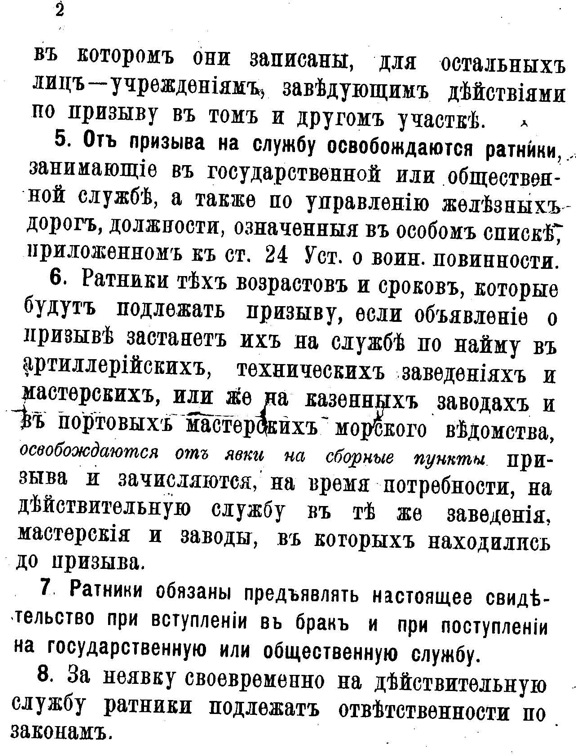 2
въ которомъ они записаны, для остальныхъ
лицъ—учрежденіямъ, завѣдующимъ дѣйствіями
по призыву въ томъ и другомъ участкѣ.
5. Отъ призыва на службу освобождаются ратники,
занимающіе въ государственной или обществен-
ной службѣ, а также по управленію желѣзныхъ
дорогъ, должности, означенныя въ особомъ спискѣ,
приложенномъ къ ст. 24 Уст. о воин. повинности.
6. Ратники тѣхъ возрастовъ и сроковъ, которые
будутъ подлежать призыву, если объявленіе о
призывѣ застанетъ ихъ на службѣ по найму въ
артиллерійскихъ, техническихъ заведеніяхъ и
мастерскихъ, или же на казенныхъ заводахъ и
въ портовыхъ мастерскихъ морского вѣдомства,
освобождаются отъ явки на сборные пункты при-
зыва и зачисляются, на время потребности, на
дѣйствительную службу въ тѣ же заведенія,
мастерскія и заводы, въ которыхъ находились
до призыва.
7. Ратники обязаны предъявлять настоящее свидѣ-
тельство при вступленіи въ бракъ и при поступленіи
на государственную или общественную службу.
8. За неявку своевременно на дѣйствительную
службу ратники подлежатъ отвѣтственности по
законамъ.